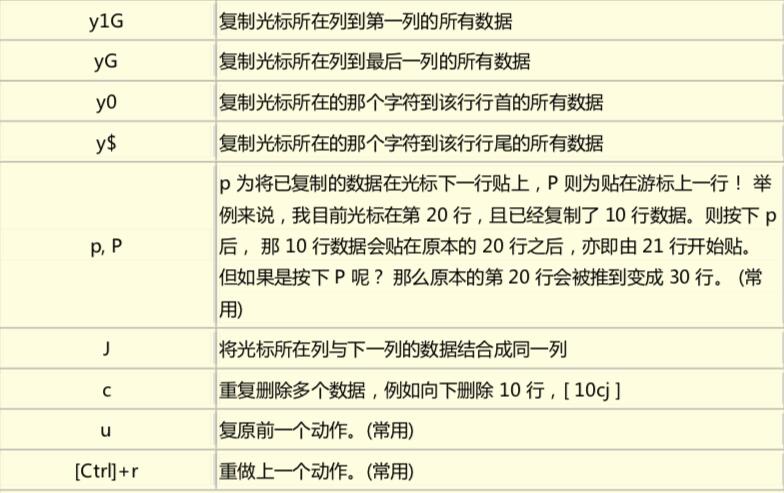 y1G 复制光标所在列到第一列的所有数据
yG 复制光标所在列到最后一列的所有数据
y0 复制光标所在的那个字符到该行行首的所有数据
y$ 复制光标所在的那个字符到该行行尾的所有数据
p, P
p 为将已复制的数据在光标下一行贴上，P 则为贴在游标上一行！ 举
例来说，我目前光标在第 20 行，且已经复制了 10 行数据。则按下 p
后， 那 10 行数据会贴在原本的 20 行之后，亦即由 21 行开始贴。
但如果是按下 P 呢？ 那么原本的第 20 行会被推到变成 30 行。 (常
用)
J 将光标所在列与下一列的数据结合成同一列
c 重复删除多个数据，例如向下删除 10 行，[ 10cj ]
u 复原前一个动作。(常用)
[Ctrl]+r 重做上一个动作。(常用)